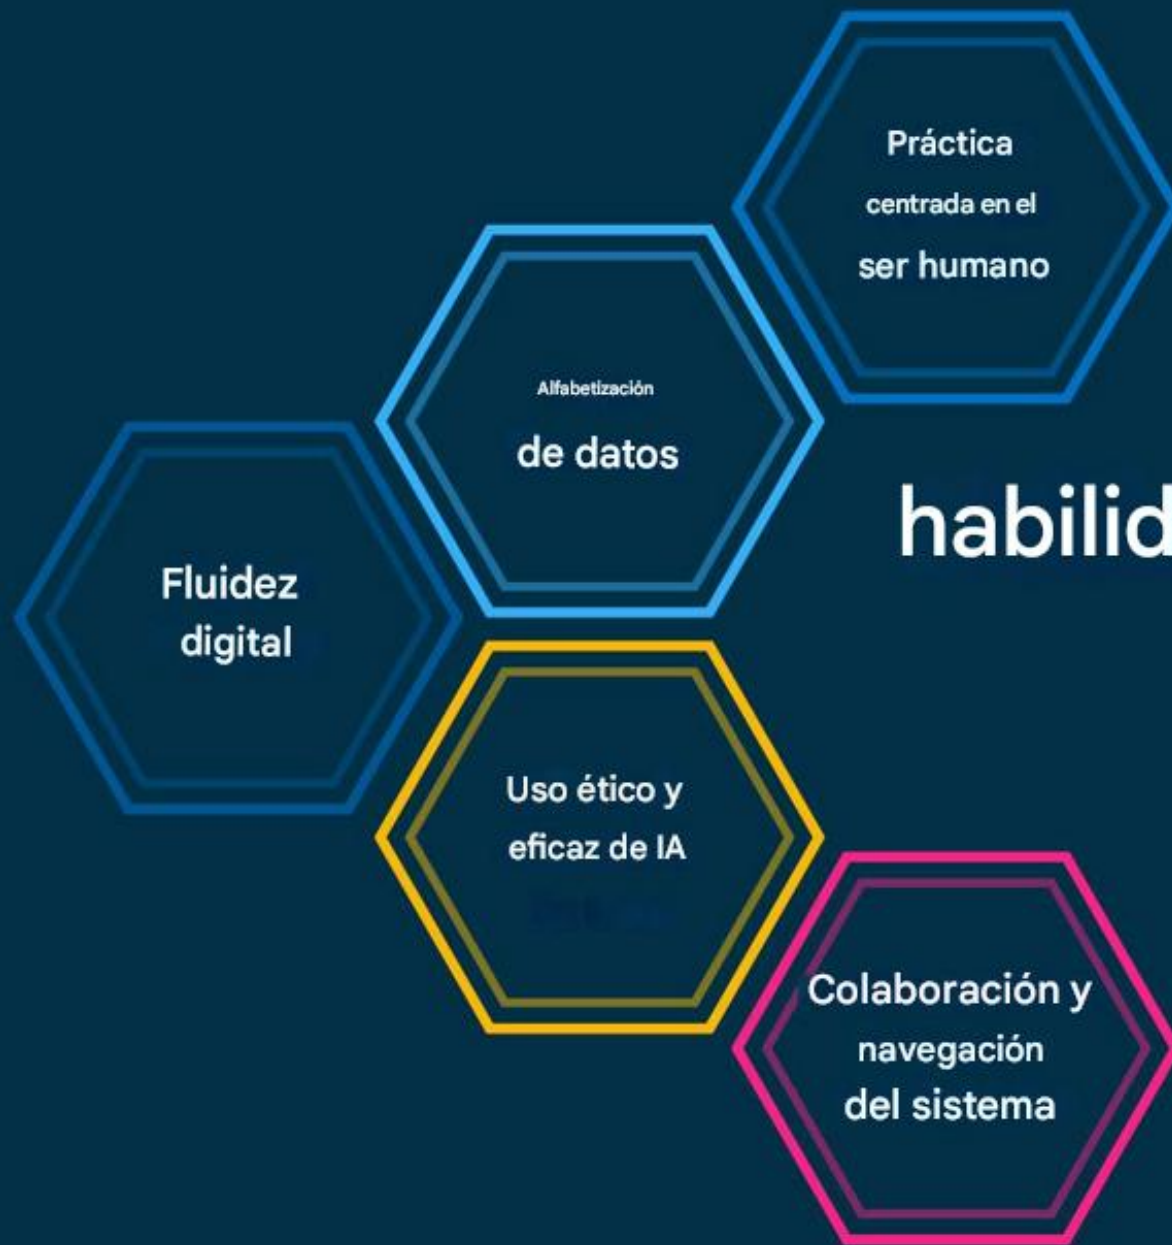 Práctica
centrada en el
ser humano
Alfabetización
de datos
habilid
Fluidez
digital
Uso ético y
eficaz de IA
Colaboración y
navegación
del sistema